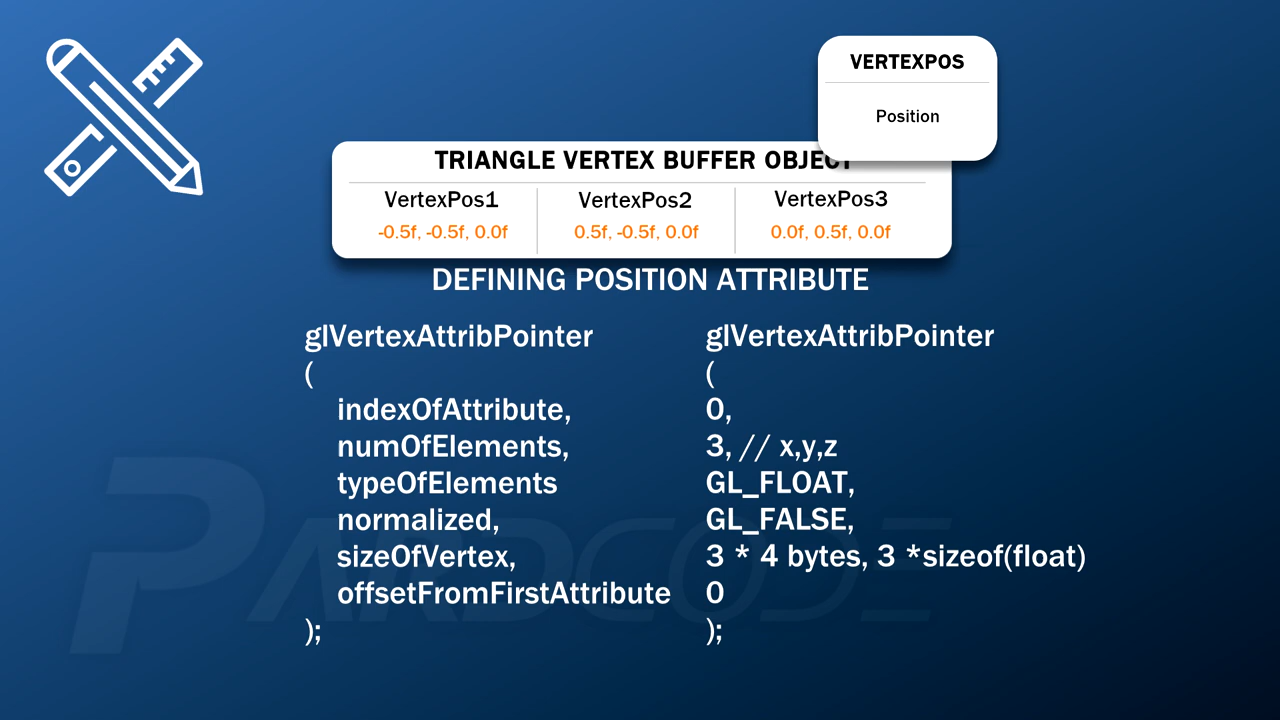 VERTEXPOS
Position
TRIANGLE VERTEX BUFFER OBJECT
VertexPos1
VertexPos2
VertexPos3
-0.5f, -0.5f, 0.0f
0.5f, -0.5f, 0.0f
0.0f, 0.5f, 0.0f
DEFINING POSITION ATTRIBUTE
glVertexAttribPointer
(
indexOfAttribute,
numOfElements,
typeOfElements
normalized,
sizeOfVertex,
offsetFromFirstAttribute
);
glVertexAttribPointer
(
0,
3, // x,y,z
GL_FLOAT,
GL_FALSE,
3 * 4 bytes, 3 *sizeof(float)
0
);
PARDCODE